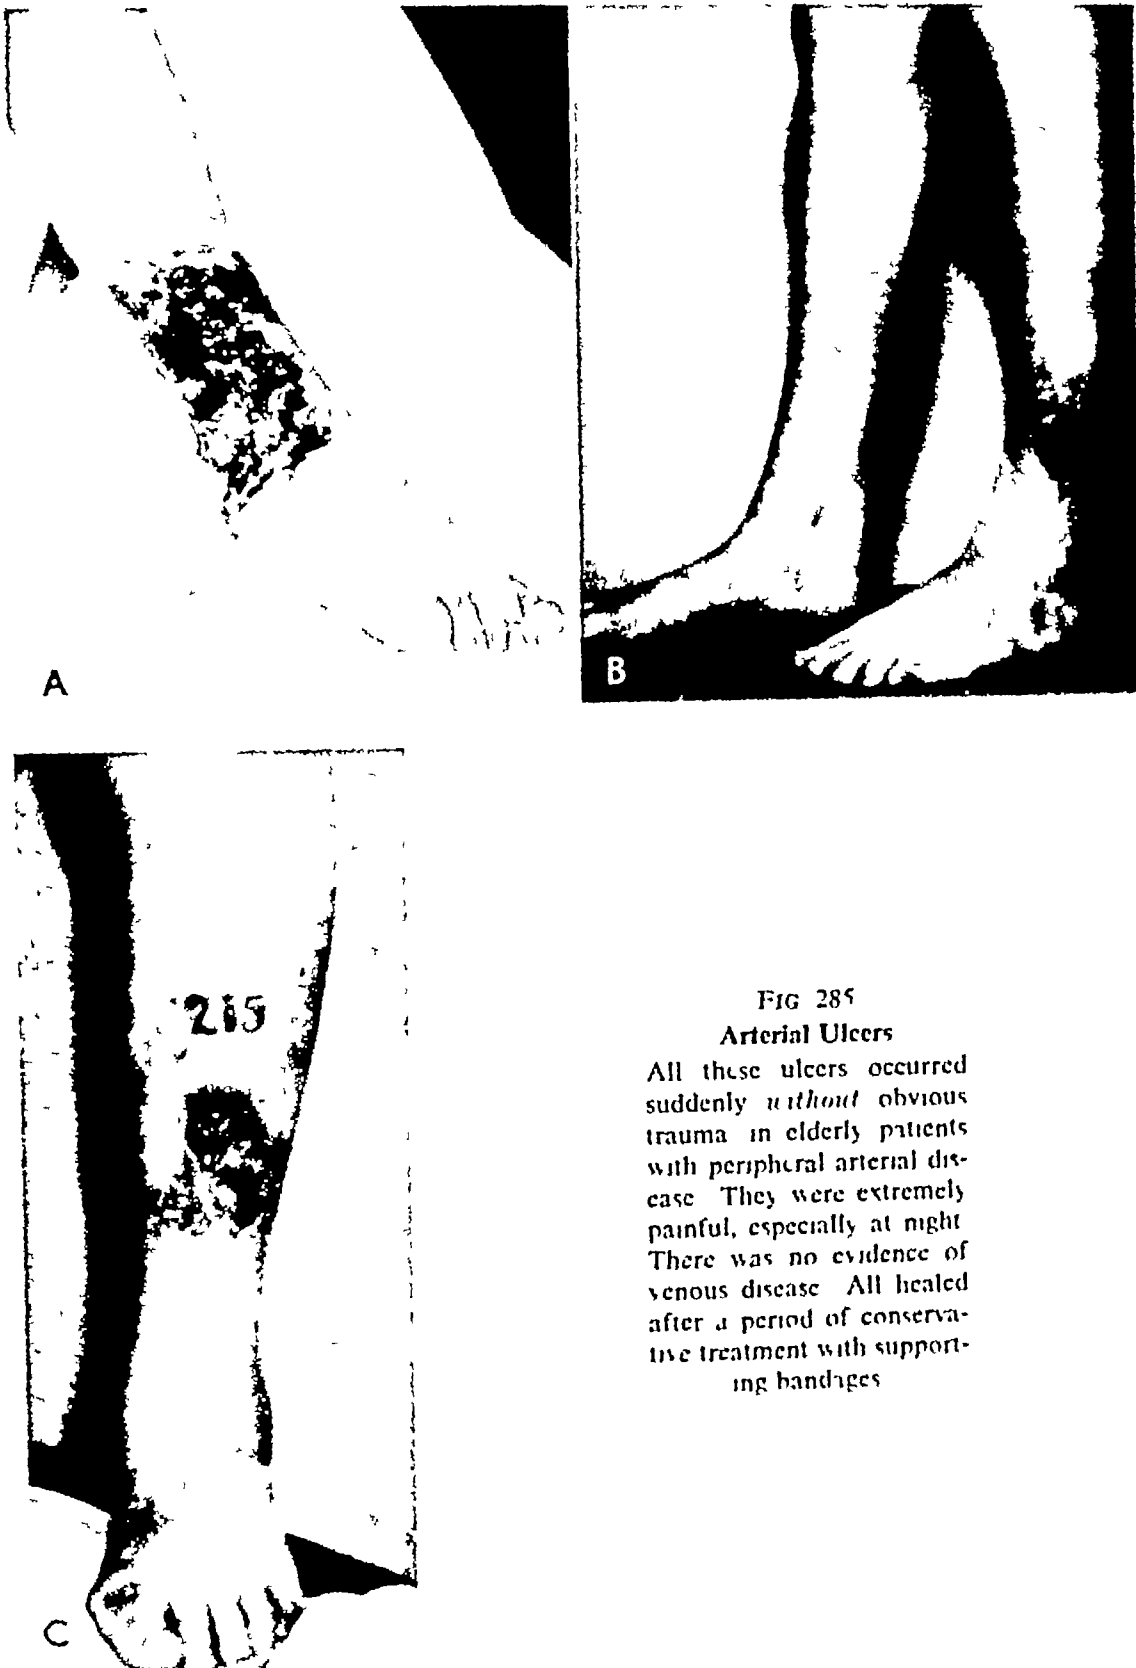 A
B
215
C
FIG 285
Arterial Ulcers
All these ulcers occurred
suddenly without obvious
trauma in elderly patients
with peripheral arterial dis-
ease They were extremely
painful, especially at night
There was no evidence of
venous disease All healed
after a period of conserva-
tive treatment with support-
ing bandages